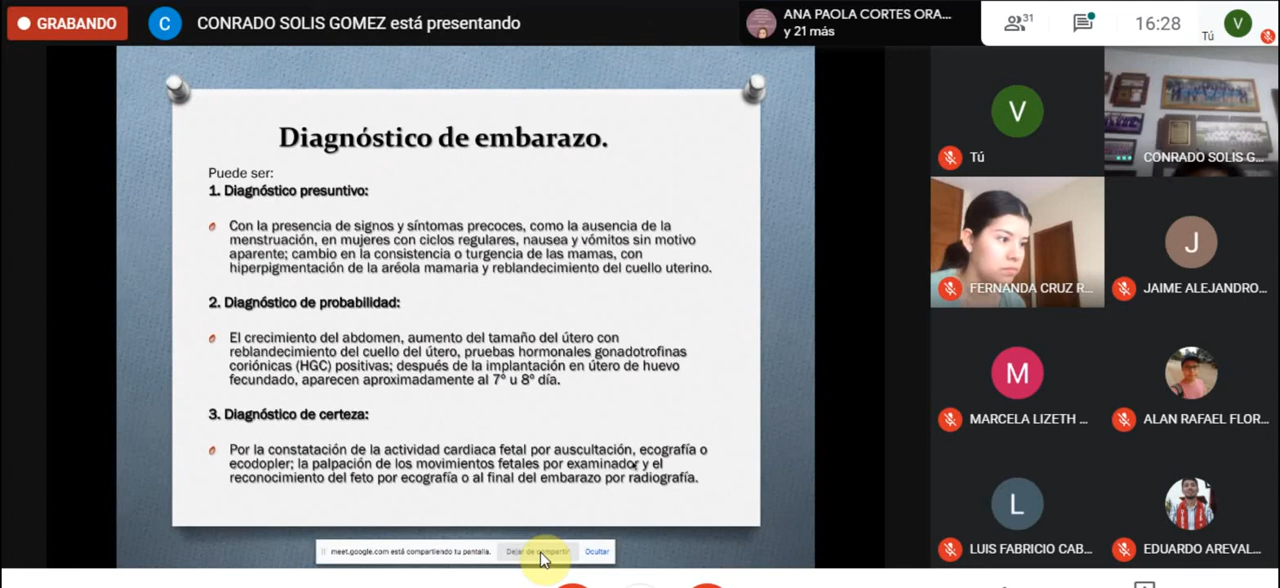 GRABANDO
C
CONRADO SOLIS GOMEZ está presentando
ANA PAOLA CORTES ORA...
y 21 más
31
16:28
Tú
V
Diagnóstico de embarazo.
Puede ser:
1. Diagnóstico presuntivo:
Con la presencia de signos y síntomas precoces, como la ausencia de la
menstruación, en mujeres con ciclos regulares, nausea y vómitos sin motivo
aparente; cambio en la consistencia o turgencia de las mamas, con
hiperpigmentación de la aréola mamaria y reblandecimiento del cuello uterino.
2. Diagnóstico de probabilidad:
El crecimiento del abdomen, aumento del tamaño del útero con
reblandecimiento del cuello del útero, pruebas hormonales gonadotrofinas
coriónicas (HGC) positivas; después de la implantación en útero de huevo
fecundado, aparecen aproximadamente al 7º u 8º día.
3. Diagnóstico de certeza:
Por la constatación de la actividad cardiaca fetal por auscultación, ecografía o
ecodopler; la palpación de los movimientos fetales por examinador y el
reconocimiento del feto por ecografía o al final del embarazo por radiografía.
meet.google.com está compartiendo tu pantalla.
Dejar de compartir
Ocultar
V
Tú
CONRADO SOLIS G...
FERNANDA CRUZ R...
J
JAIME ALEJANDRO...
M
MARCELA LIZETH ...
ALAN RAFAEL FLOR...
L
LUIS FABRICIO CAB...
EDUARDO AREVAL...